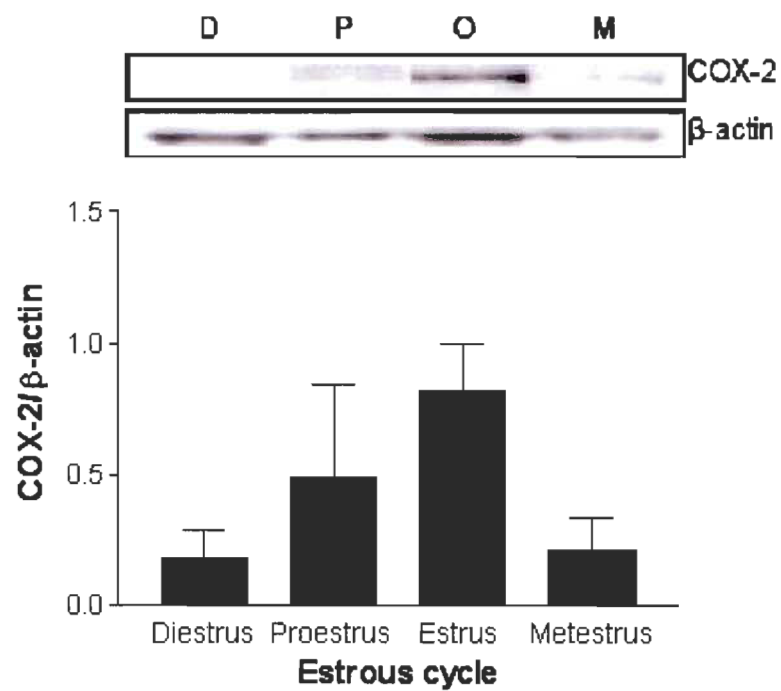 D P O M
COX-2
β-actin
COX-2/β-actin
1.5
1.0
0.5
0.0
Diestrus Proestrus Estrus Metestrus
Estrous cycle